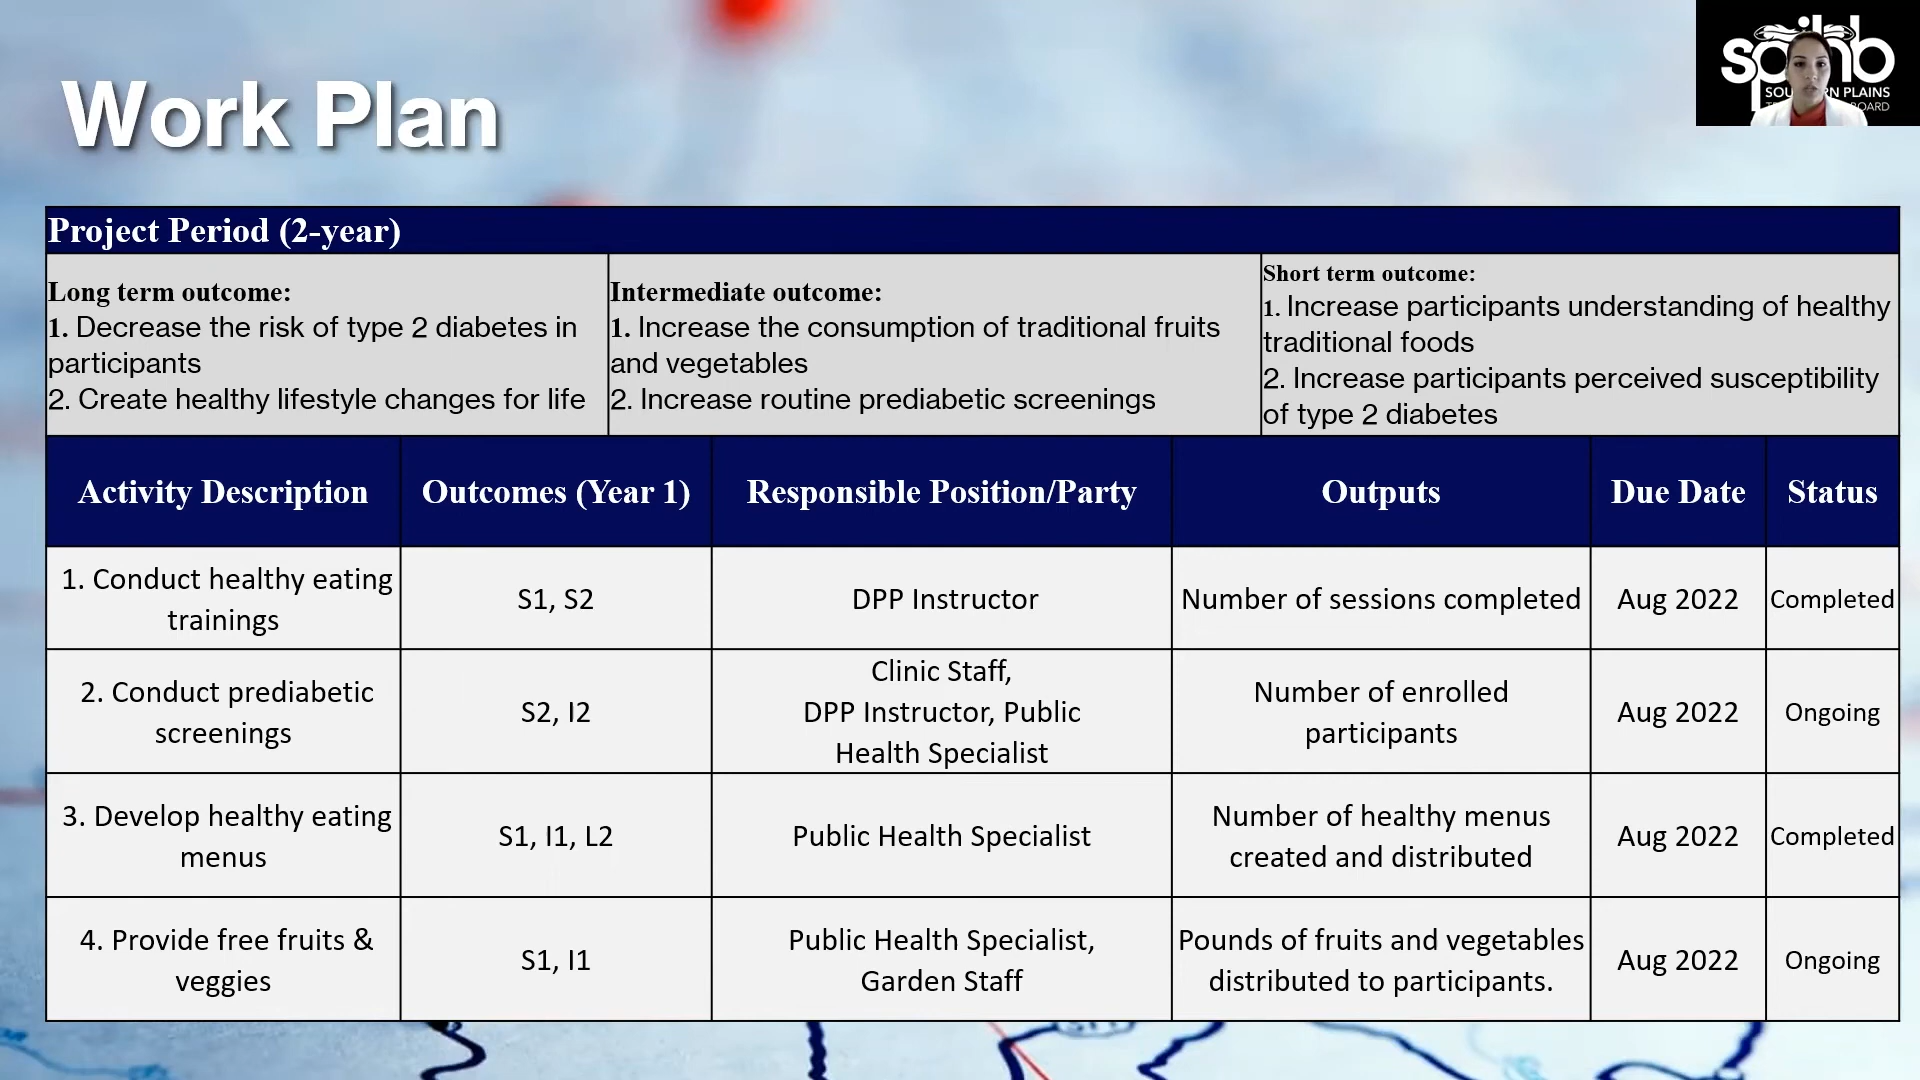 Work Plan
spihb
SOUTHERN PLAINS
BOARD
Project Period (2-year)
Long term outcome:
1. Decrease the risk of type 2 diabetes in
participants
2. Create healthy lifestyle changes for life
Intermediate outcome:
1. Increase the consumption of traditional fruits
and vegetables
2. Increase routine prediabetic screenings
Short term outcome:
1. Increase participants understanding of healthy
traditional foods
2. Increase participants perceived susceptibility
of type 2 diabetes
Activity Description
Outcomes (Year 1)
Responsible Position/Party
Outputs
Due Date
Status
1. Conduct healthy eating
trainings
S1, S2
DPP Instructor
Number of sessions completed
Aug 2022
Completed
2. Conduct prediabetic
screenings
S2, I2
Clinic Staff,
DPP Instructor, Public
Health Specialist
Number of enrolled
participants
Aug 2022
Ongoing
3. Develop healthy eating
menus
S1, I1, L2
Public Health Specialist
Number of healthy menus
created and distributed
Aug 2022
Completed
4. Provide free fruits &
veggies
S1, I1
Public Health Specialist,
Garden Staff
Pounds of fruits and vegetables
distributed to participants.
Aug 2022
Ongoing